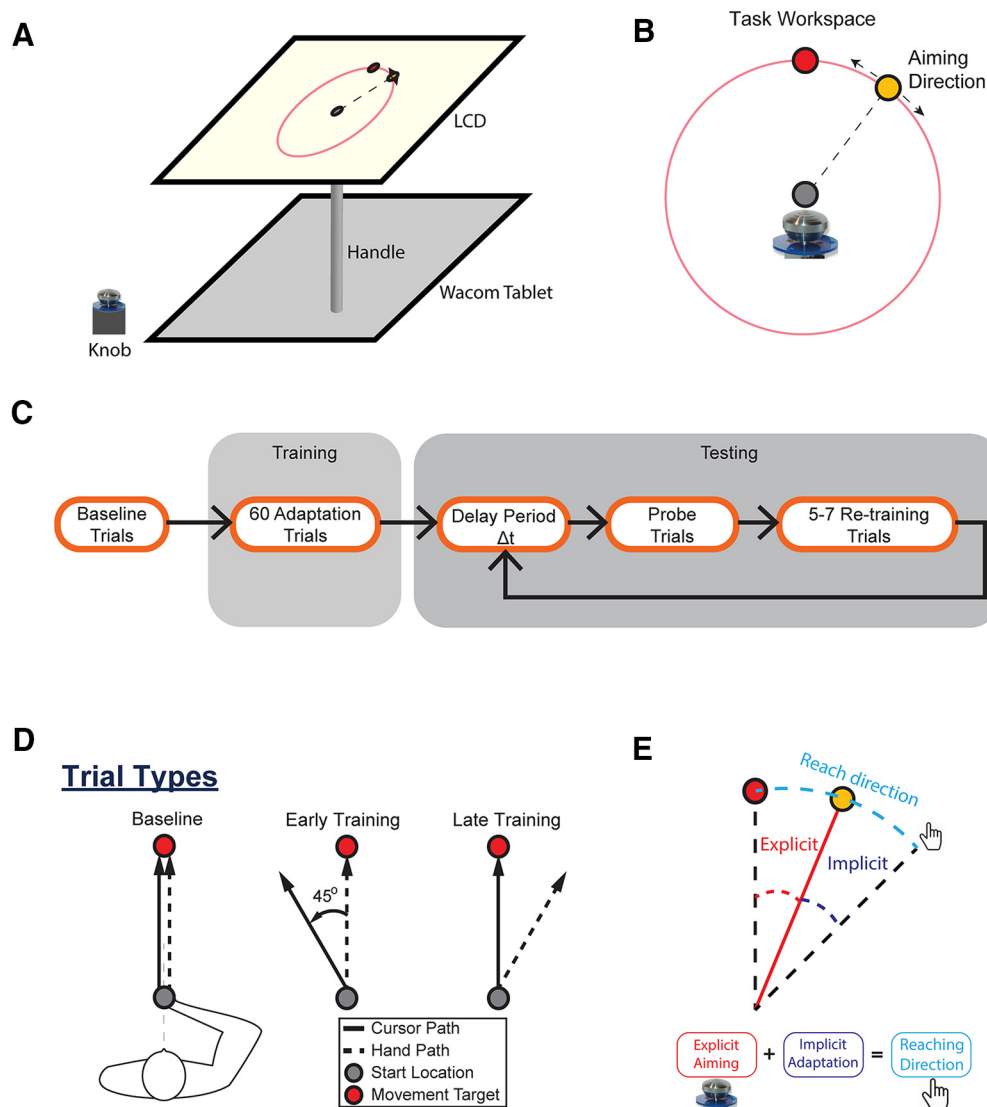 A
LCD
Handle
Wacom Tablet
Knob
B
Task Workspace
Aiming
Direction
C
Training
Testing
Baseline
Trials
60 Adaptation
Trials
Delay Period
Δt
Probe
Trials
5-7 Re-training
Trials
D
Trial Types
Baseline
Early Training
Late Training
45°
Cursor Path
Hand Path
Start Location
Movement Target
E
Reach direction
Explicit
Implicit
Explicit
Aiming
+
Implicit
Adaptation
=
Reaching
Direction